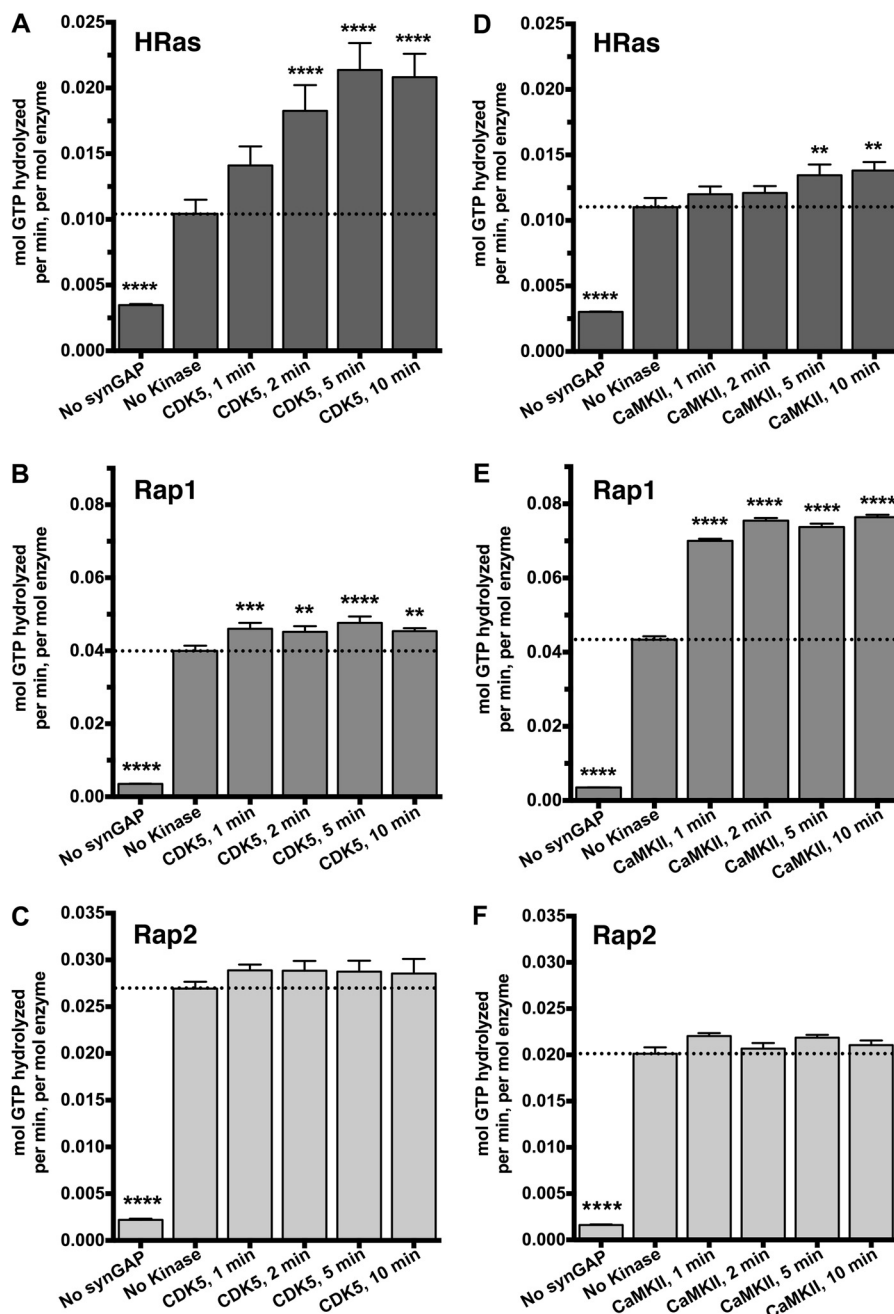 A
HRas
mol GTP hydrolyzed
per min, per mol enzyme
0.025
0.020
0.015
0.010
0.005
0.000
****
****
****
****
No synGAP
No Kinase
CDK5, 1 min
CDK5, 2 min
CDK5, 5 min
CDK5, 10 min
D
HRas
mol GTP hydrolyzed
per min, per mol enzyme
0.025
0.020
0.015
0.010
0.005
0.000
****
**
**
No synGAP
No Kinase
CaMKII, 1 min
CaMKII, 2 min
CaMKII, 5 min
CaMKII, 10 min
B
Rap1
mol GTP hydrolyzed
per min, per mol enzyme
0.08
0.06
0.04
0.02
0.00
****
***
**
****
**
No synGAP
No Kinase
CDK5, 1 min
CDK5, 2 min
CDK5, 5 min
CDK5, 10 min
E
Rap1
mol GTP hydrolyzed
per min, per mol enzyme
0.08
0.06
0.04
0.02
0.00
****
****
****
****
****
No synGAP
No Kinase
CaMKII, 1 min
CaMKII, 2 min
CaMKII, 5 min
CaMKII, 10 min
C
Rap2
mol GTP hydrolyzed
per min, per mol enzyme
0.035
0.030
0.025
0.020
0.015
0.010
0.005
0.000
****
No synGAP
No Kinase
CDK5, 1 min
CDK5, 2 min
CDK5, 5 min
CDK5, 10 min
F
Rap2
mol GTP hydrolyzed
per min, per mol enzyme
0.035
0.030
0.025
0.020
0.015
0.010
0.005
0.000
****
No synGAP
No Kinase
CaMKII, 1 min
CaMKII, 2 min
CaMKII, 5 min
CaMKII, 10 min